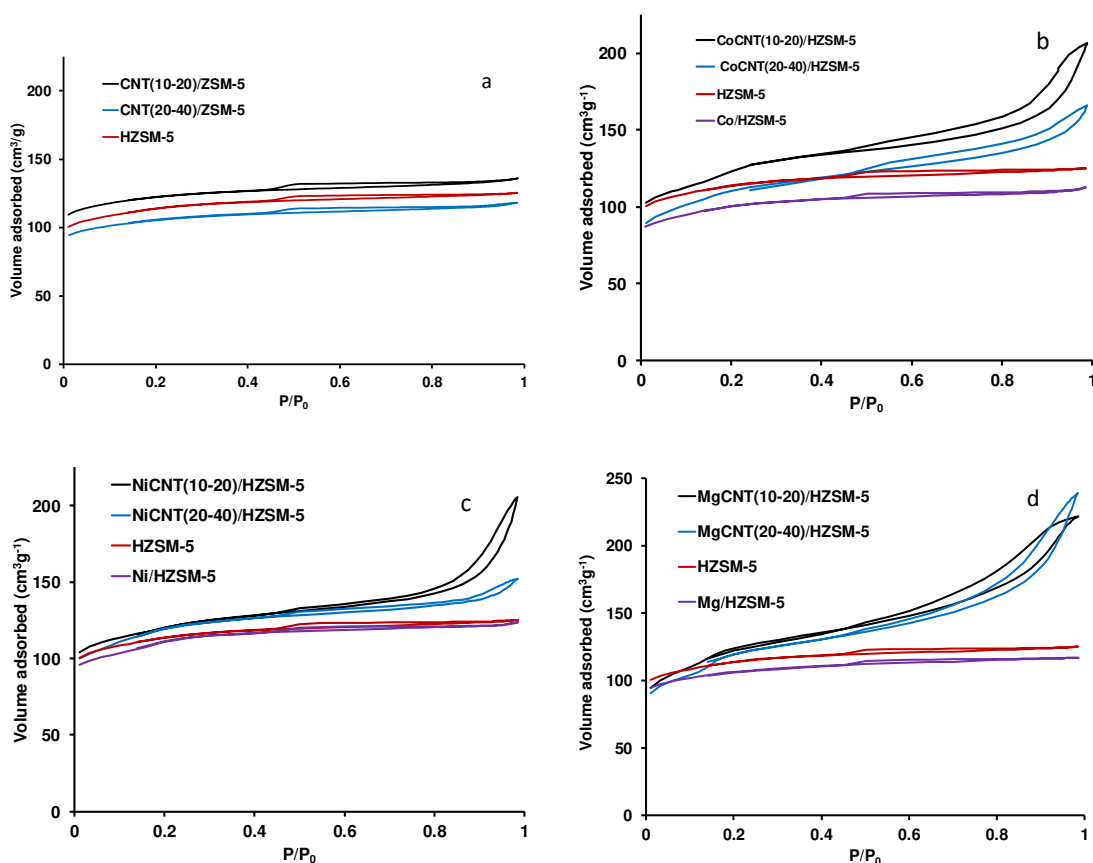 a
200
150
100
50
0
Volume adsorbed (cm³/g)
CNT(10-20)/ZSM-5
CNT(20-40)/ZSM-5
HZSM-5
0 0.2 0.4 0.6 0.8 1
P/P₀
b
200
150
100
50
0
Volume adsorbed (cm³g⁻¹)
CoCNT(10-20)/HZSM-5
CoCNT(20-40)/HZSM-5
HZSM-5
Co/HZSM-5
0 0.2 0.4 0.6 0.8 1
P/P₀
c
200
150
100
50
0
Volume adsorbed (cm³g⁻¹)
NiCNT(10-20)/HZSM-5
NiCNT(20-40)/HZSM-5
HZSM-5
Ni/HZSM-5
0 0.2 0.4 0.6 0.8 1
P/P₀
d
250
200
150
100
50
0
Volume adsorbed (cm³g⁻¹)
MgCNT(10-20)/HZSM-5
MgCNT(20-40)/HZSM-5
HZSM-5
Mg/HZSM-5
0 0.2 0.4 0.6 0.8 1
P/P₀